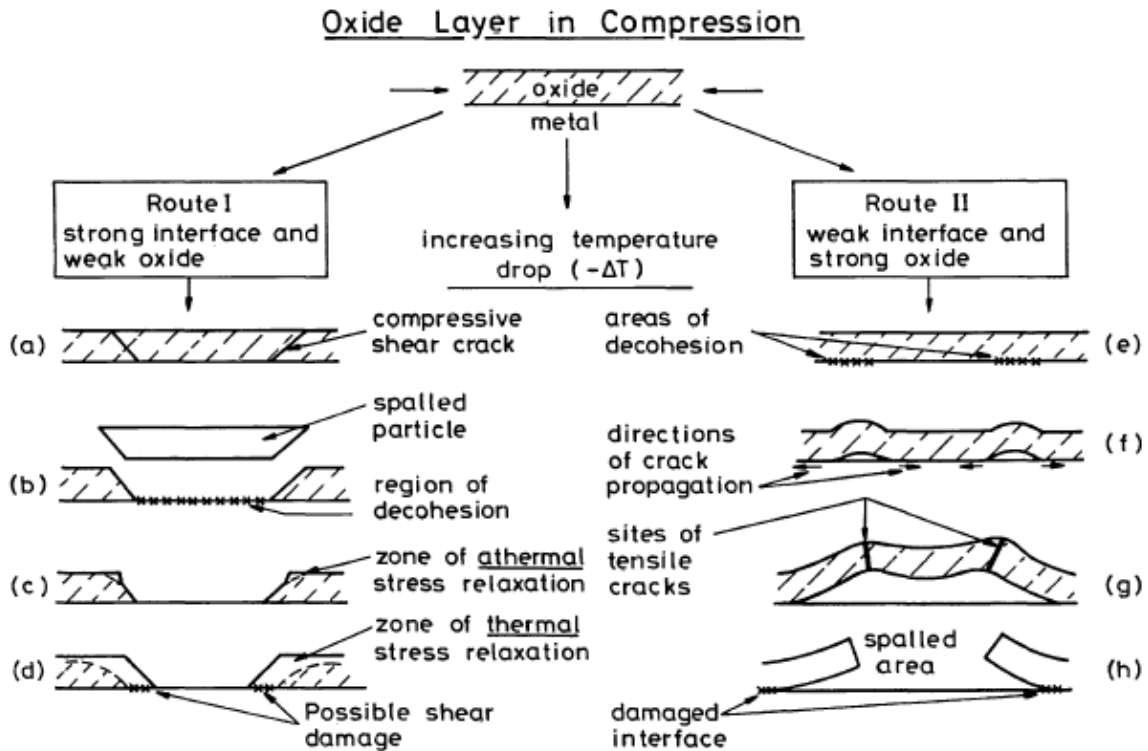 Oxide Layer in Compression
oxide
metal
Route I
strong interface and
weak oxide
increasing temperature
drop (-ΔT)
Route II
weak interface and
strong oxide
(a)
compressive
shear crack
areas of
decohesion
(e)
spalled
particle
(b)
region of
decohesion
directions
of crack
propagation
(f)
(c)
zone of athermal
stress relaxation
sites of
tensile
cracks
(g)
(d)
zone of thermal
stress relaxation
Possible shear
damage
spalled
area
(h)
damaged
interface